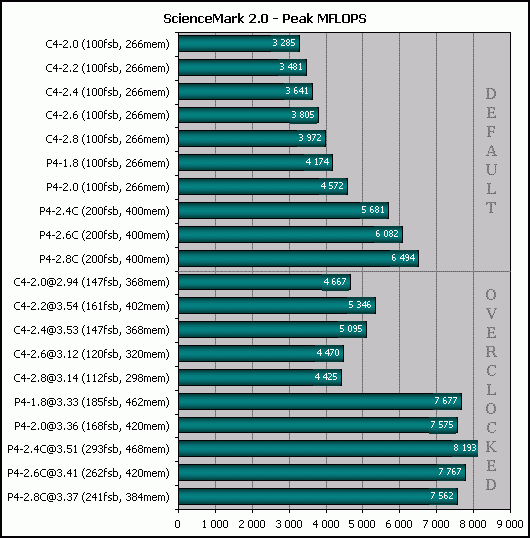 ScienceMark 2.0 - Peak MFLOPS
C4-2.0 (100fsb, 266mem) 3 285
C4-2.2 (100fsb, 266mem) 3 481
C4-2.4 (100fsb, 266mem) 3 641
C4-2.6 (100fsb, 266mem) 3 805
C4-2.8 (100fsb, 266mem) 3 972
P4-1.8 (100fsb, 266mem) 4 174
P4-2.0 (100fsb, 266mem) 4 572
P4-2.4C (200fsb, 400mem) 5 681
P4-2.6C (200fsb, 400mem) 6 082
P4-2.8C (200fsb, 400mem) 6 494
DEFAULT
C4-2.0@2.94 (147fsb, 368mem) 4 667
C4-2.2@3.54 (161fsb, 402mem) 5 346
C4-2.4@3.53 (147fsb, 368mem) 5 095
C4-2.6@3.12 (120fsb, 320mem) 4 470
C4-2.8@3.14 (112fsb, 298mem) 4 425
P4-1.8@3.33 (185fsb, 462mem) 7 677
P4-2.0@3.36 (168fsb, 420mem) 7 575
P4-2.4C@3.51 (293fsb, 468mem) 8 193
P4-2.6C@3.41 (262fsb, 420mem) 7 767
P4-2.8C@3.37 (241fsb, 384mem) 7 562
OVERCLOCKED
0 1 000 2 000 3 000 4 000 5 000 6 000 7 000 8 000 9 000